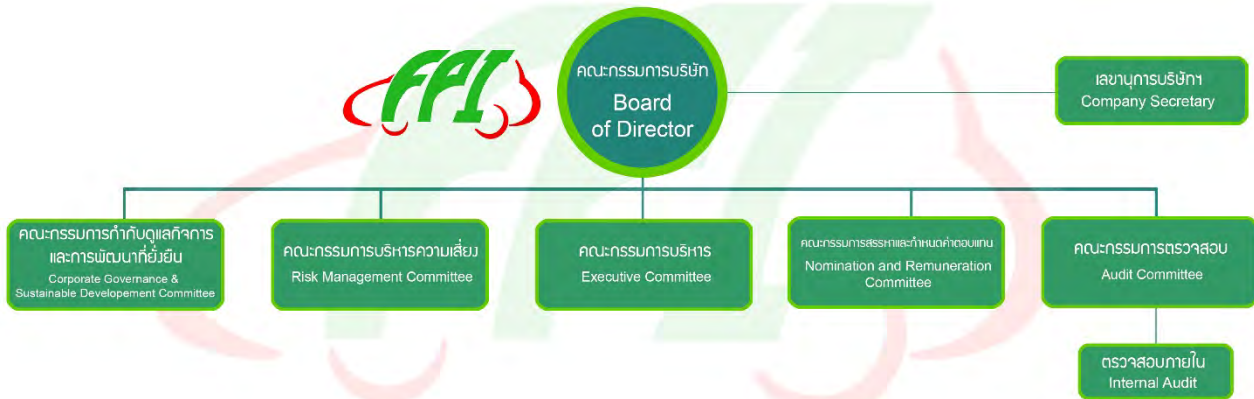 FPI
คณะกรรมการบริษัท
Board
of Director
เลขานุการบริษัทฯ
Company Secretary
คณะกรรมการกำกับดูแลกิจการ
และการพัฒนาที่ยั่งยืน
Corporate Governance &
Sustainable Developement Committee
คณะกรรมการบริหารความเสี่ยง
Risk Management Committee
คณะกรรมการบริหาร
Executive Committee
คณะกรรมการสรรหาและกำหนดค่าตอบแทน
Nomination and Remuneration
Committee
คณะกรรมการตรวจสอบ
Audit Committee
ตรวจสอบภายใน
Internal Audit